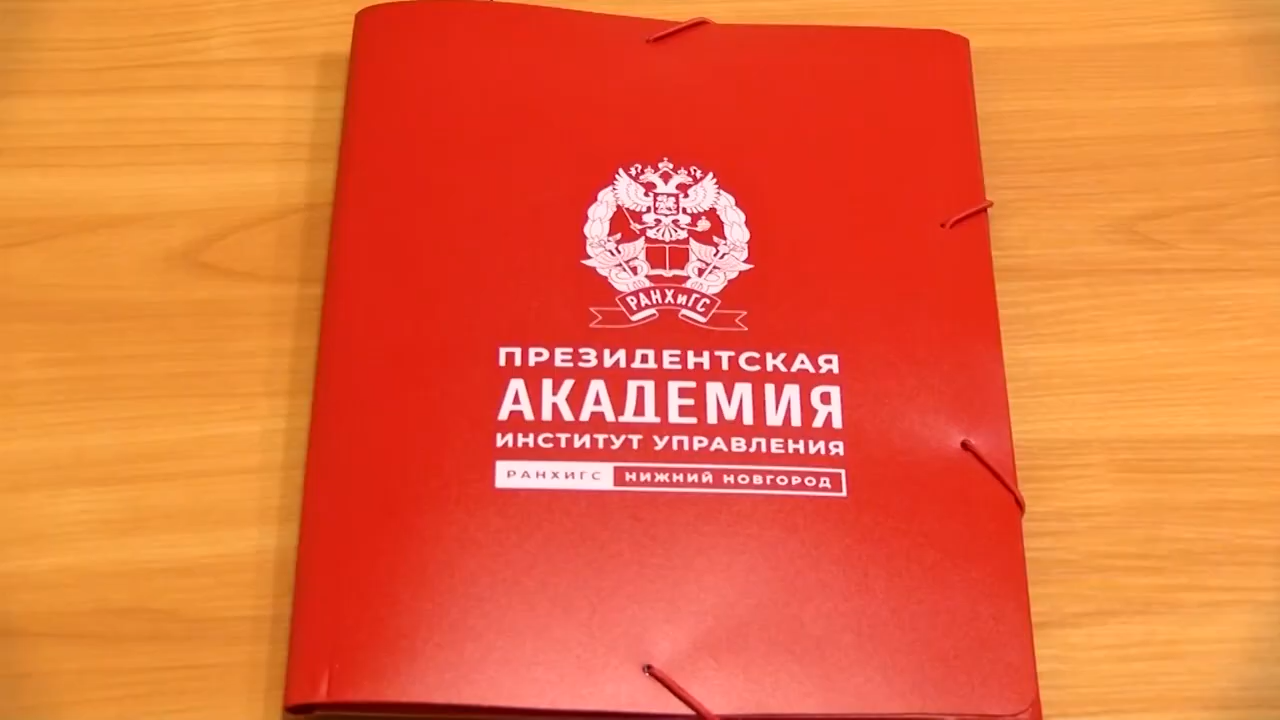 РАНХиГС
ПРЕЗИДЕНТСКАЯ
АКАДЕМИЯ
ИНСТИТУТ УПРАВЛЕНИЯ
РАНХИГС НИЖНИЙ НОВГОРОД